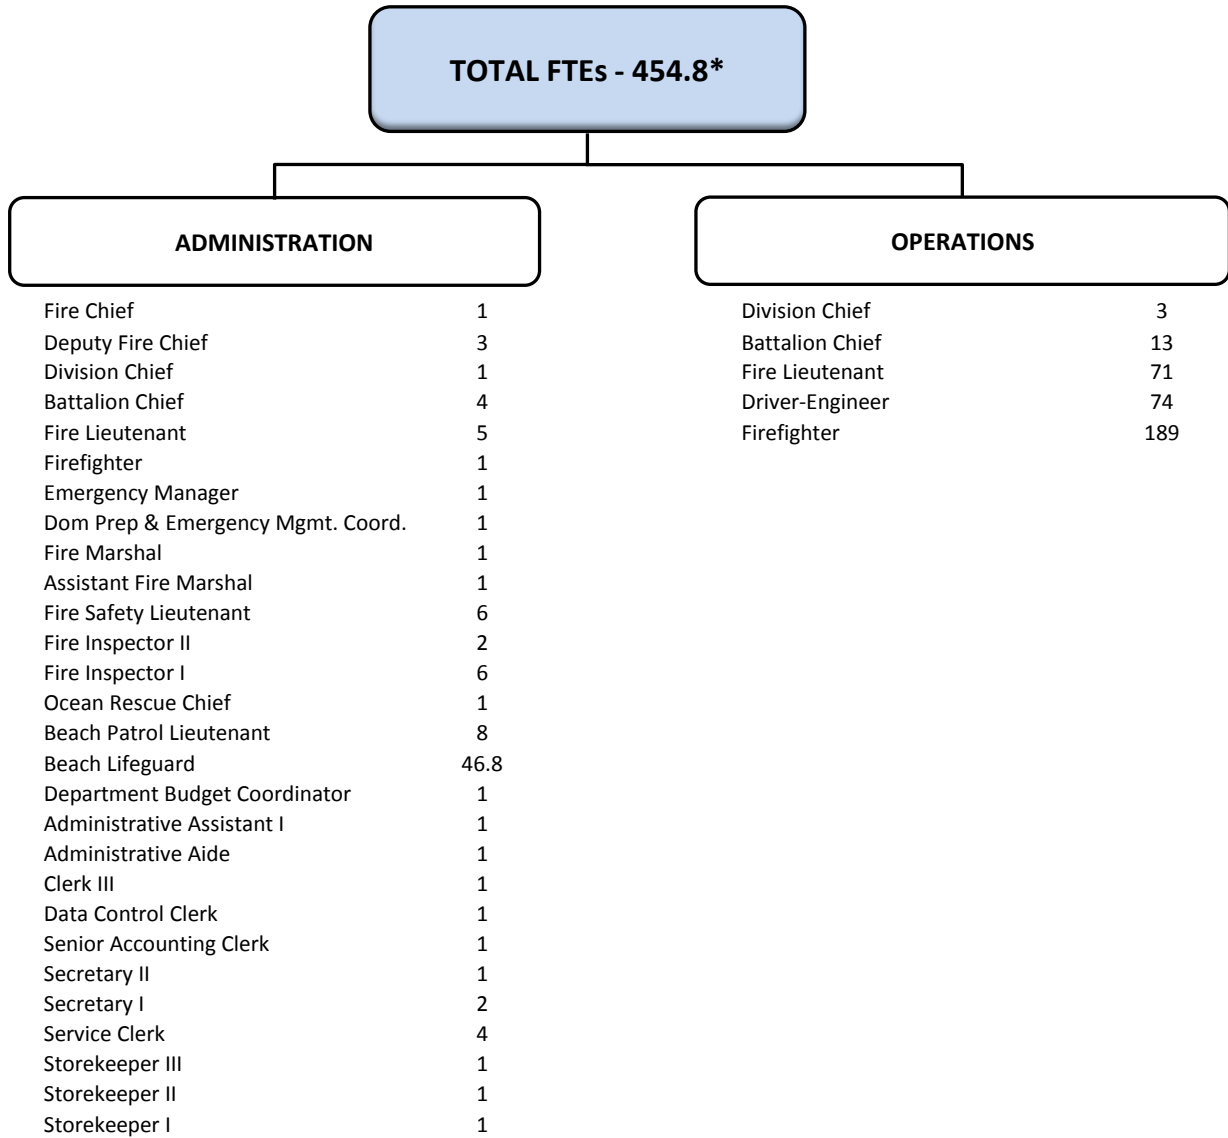 TOTAL FTEs - 454.8*
ADMINISTRATION
Fire Chief 1
Deputy Fire Chief 3
Division Chief 1
Battalion Chief 4
Fire Lieutenant 5
Firefighter 1
Emergency Manager 1
Dom Prep & Emergency Mgmt. Coord. 1
Fire Marshal 1
Assistant Fire Marshal 1
Fire Safety Lieutenant 6
Fire Inspector II 2
Fire Inspector I 6
Ocean Rescue Chief 1
Beach Patrol Lieutenant 8
Beach Lifeguard 46.8
Department Budget Coordinator 1
Administrative Assistant I 1
Administrative Aide 1
Clerk III 1
Data Control Clerk 1
Senior Accounting Clerk 1
Secretary II 1
Secretary I 2
Service Clerk 4
Storekeeper III 1
Storekeeper II 1
Storekeeper I 1
OPERATIONS
Division Chief 3
Battalion Chief 13
Fire Lieutenant 71
Driver-Engineer 74
Firefighter 189